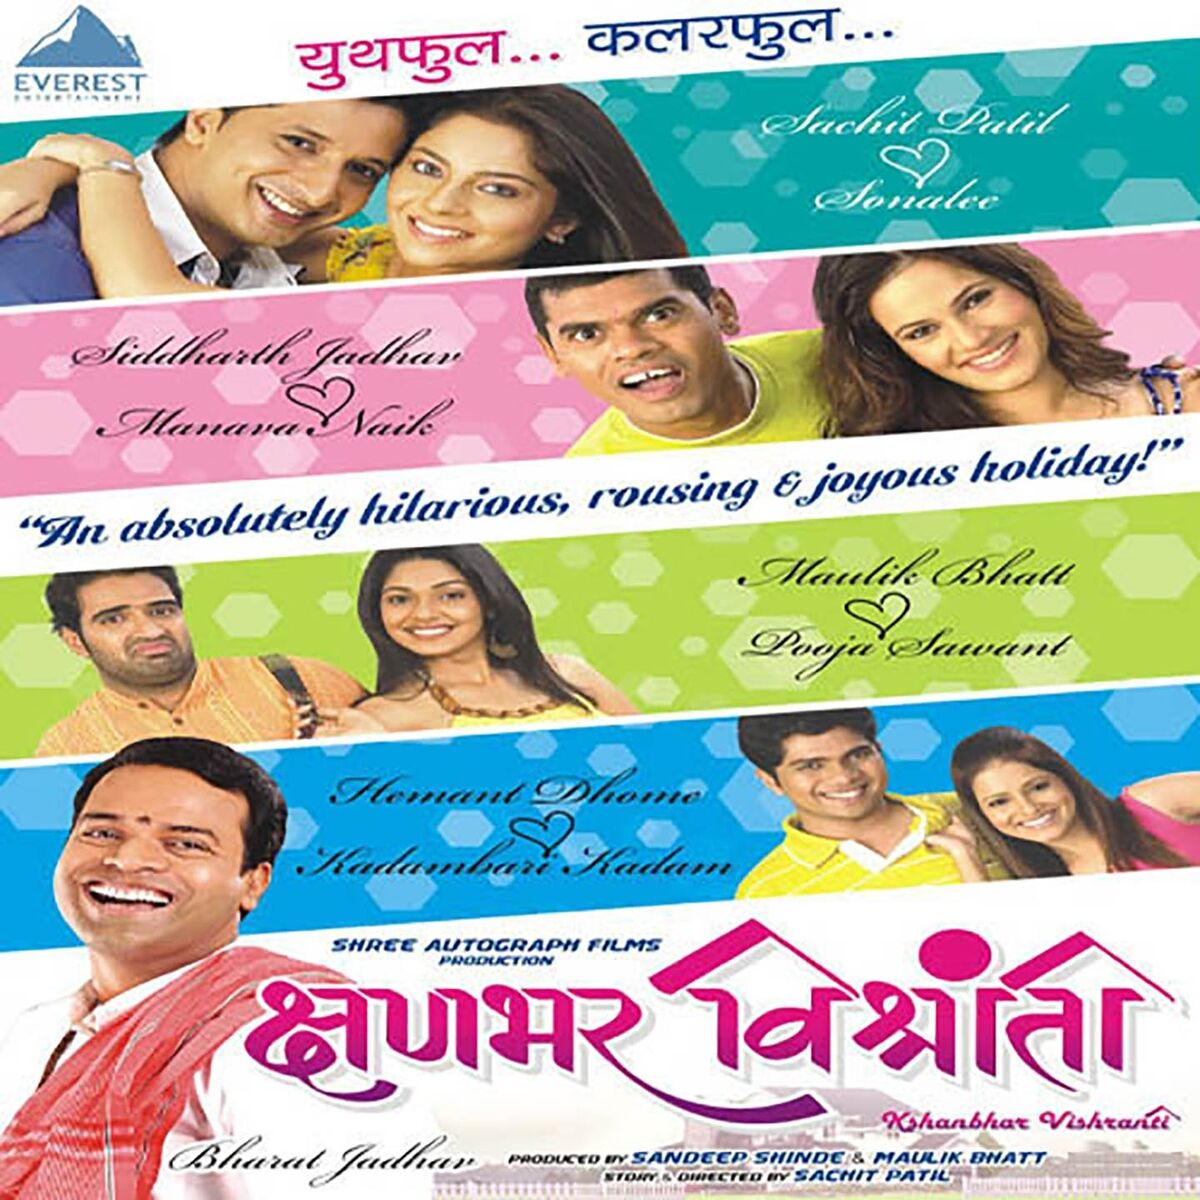 युथफुल... कलरफुल...
EVEREST
ENTERTAINMENT
Sachit Patil
Sonalee
Siddharth Jadhav
Manava Naik
“An absolutely hilarious, rousing & joyous holiday!”
Maulik Bhatt
Pooja Sawant
Hemant Dhome
Kadambari Kadam
SHREE AUTOGRAPH FILMS
PRODUCTION
क्षणभर विश्रांती
Kshanbhar Vishranti
Bharat Jadhav
PRODUCED BY SANDEEP SHINDE & MAULIK BHATT
STORY & DIRECTED BY SACHIT PATIL